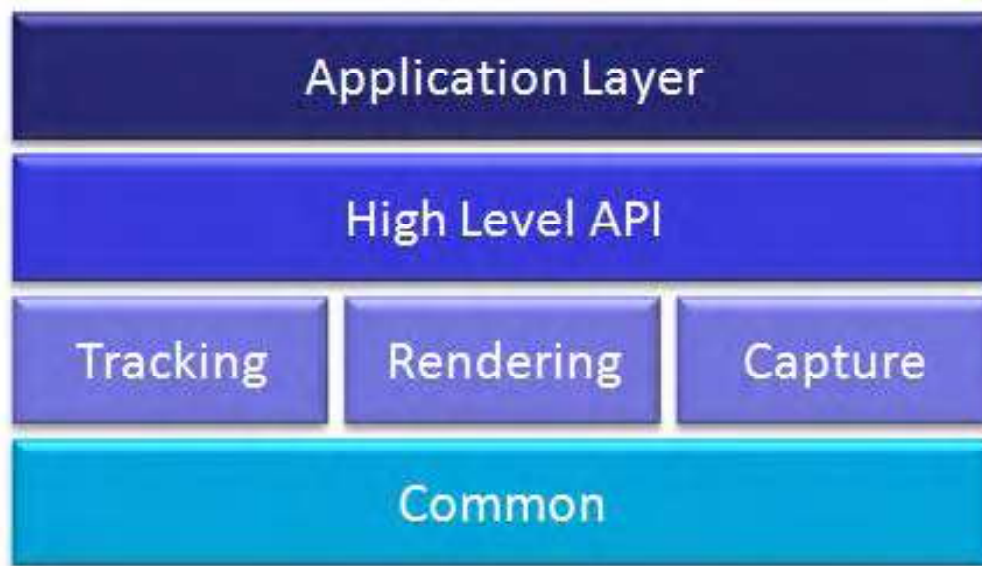 Application Layer
High Level API
Tracking Rendering Capture
Common